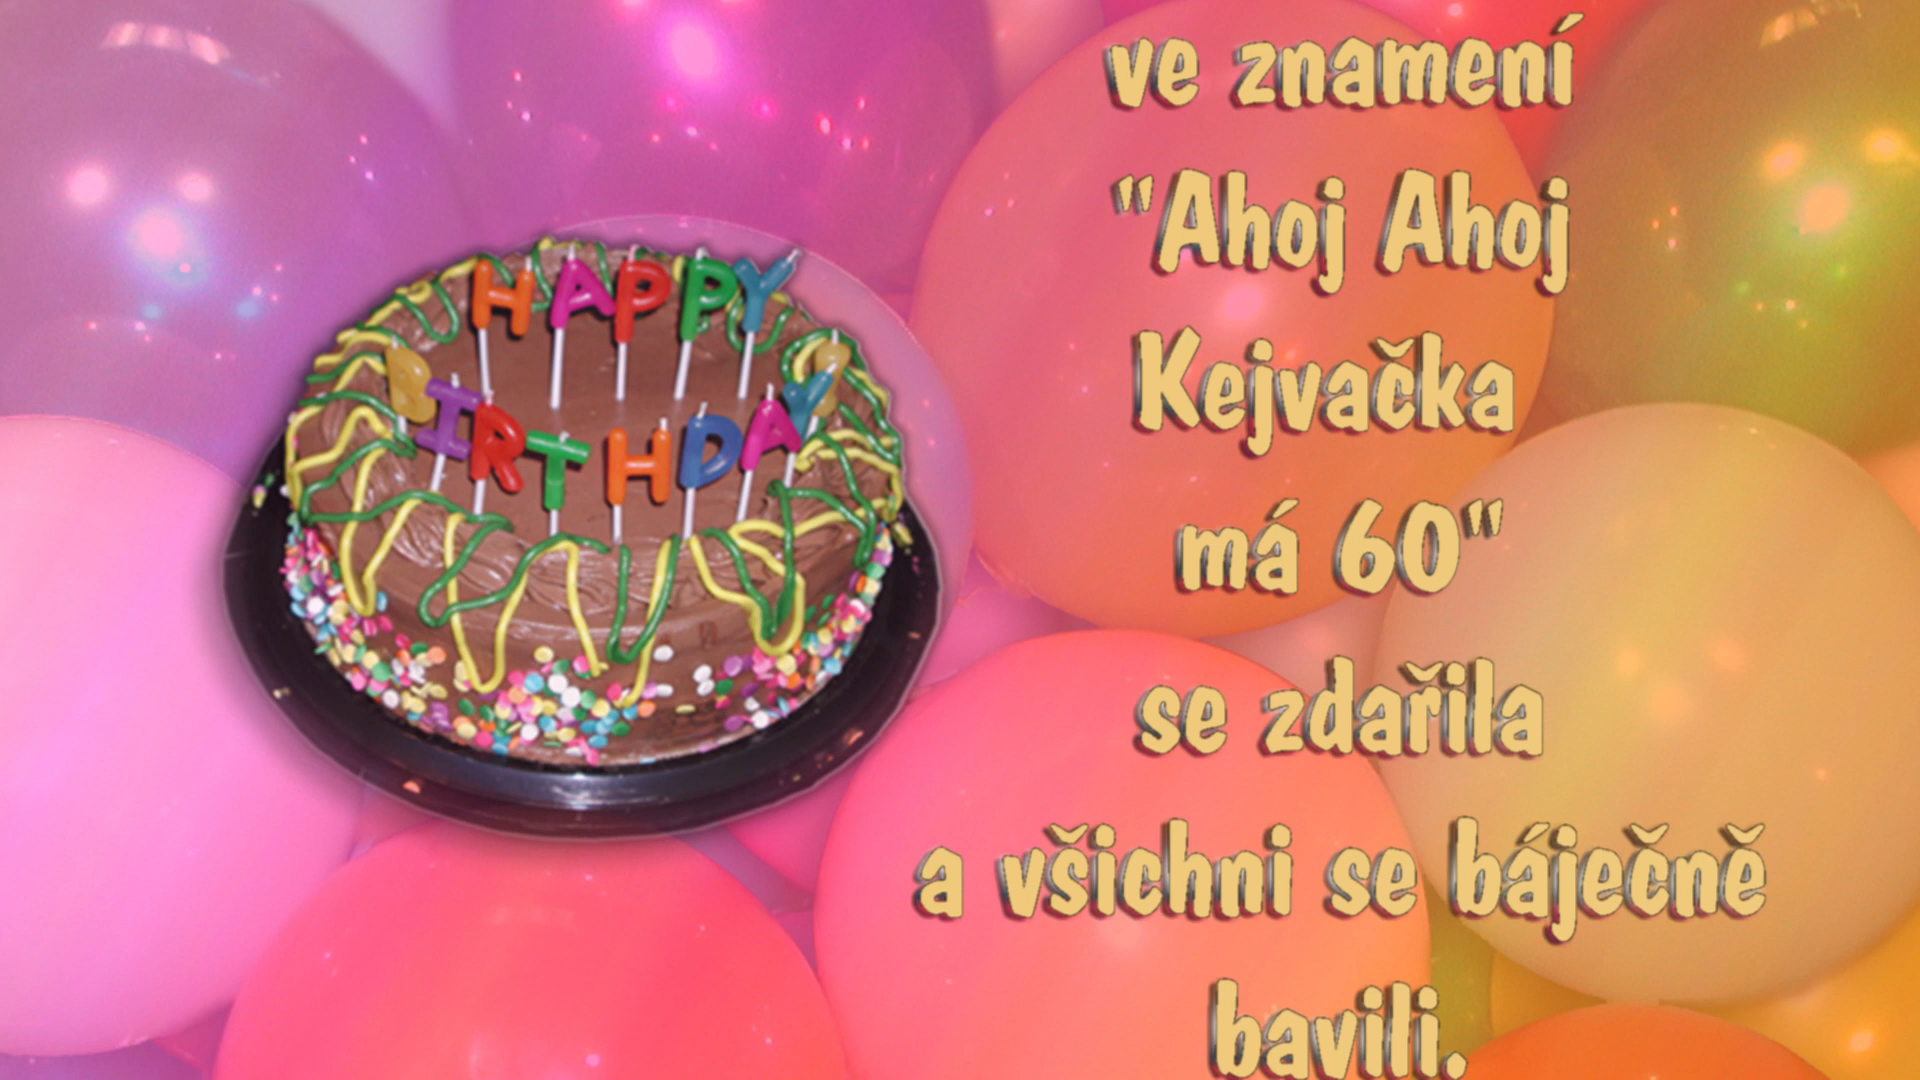 HAPPY
BIRTHDAY
ve znamení
"Ahoj Ahoj
Kejvačka
má 60"
se zdařila
a všichni se báječně
bavili.